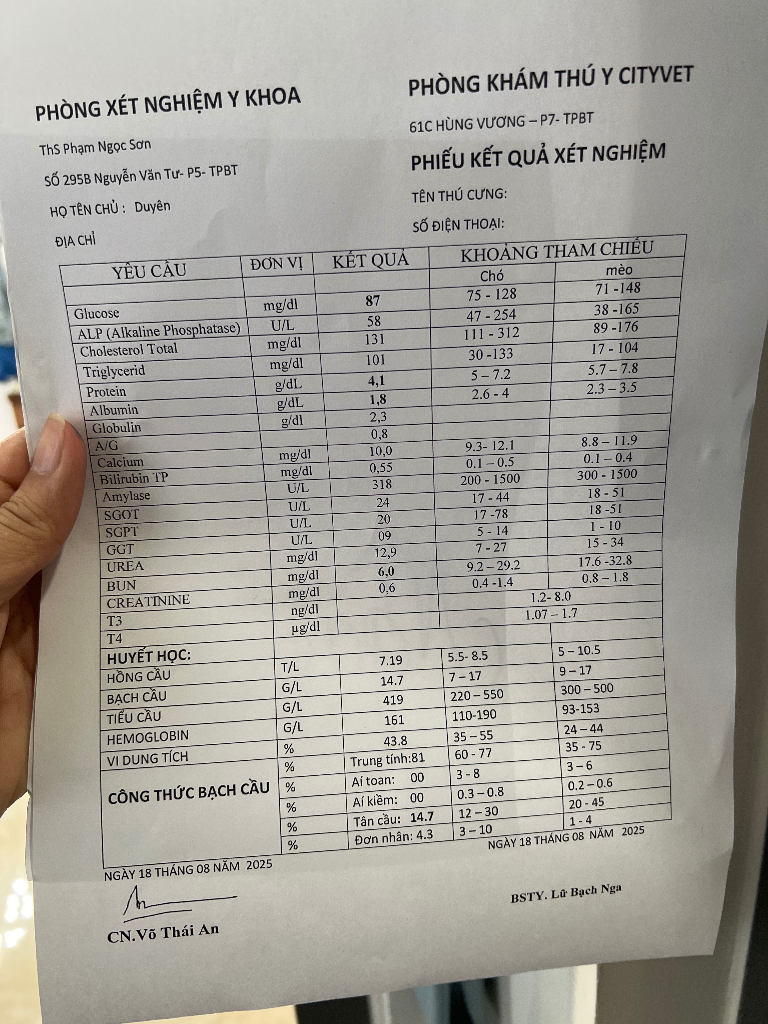 PHÒNG XÉT NGHIỆM Y KHOA
ThS Phạm Ngọc Sơn
SỐ 295B Nguyễn Văn Tư- P5- TPBT
HỌ TÊN CHỦ : Duyên
ĐỊA CHỈ
PHÒNG KHÁM THÚ Y CITYVET
61C HÙNG VƯƠNG – P7- TPBT
PHIẾU KẾT QUẢ XÉT NGHIỆM
TÊN THÚ CƯNG:
SỐ ĐIỆN THOẠI:
YÊU CẦU ĐƠN VỊ KẾT QUẢ KHOẢNG THAM CHIẾU
Chó mèo
Glucose mg/dl 87 75 - 128 71 -148
ALP (Alkaline Phosphatase) U/L 58 47 - 254 38 -165
Cholesterol Total mg/dl 131 111 - 312 89 -176
Triglycerid mg/dl 101 30 -133 17 - 104
Protein g/dL 4,1 5 – 7.2 5.7 – 7.8
Albumin g/dL 1,8 2.6 - 4 2.3 – 3.5
Globulin g/dl 2,3
A/G 0,8
Calcium mg/dl 10,0 9.3- 12.1 8.8 – 11.9
Bilirubin TP mg/dl 0,55 0.1 – 0.5 0.1 – 0.4
Amylase U/L 318 200 - 1500 300 - 1500
SGOT U/L 24 17 - 44 18 - 51
SGPT U/L 20 17 -78 18 -51
GGT U/L 09 5 - 14 1 - 10
UREA mg/dl 12,9 7 - 27 15 - 34
BUN mg/dl 6,0 9.2 – 29.2 17.6 -32.8
CREATININE mg/dl 0,6 0.4 -1.4 0.8 – 1.8
T3 ng/dl 1.2- 8.0
T4 µg/dl 1.07 – 1.7
HUYẾT HỌC:
HỒNG CẦU T/L 7.19 5.5- 8.5 5 – 10.5
BẠCH CẦU G/L 14.7 7 – 17 9 – 17
TIỂU CẦU G/L 419 220 – 550 300 – 500
HEMOGLOBIN G/L 161 110-190 93-153
VI DUNG TÍCH % 43.8 35 – 55 24 – 44
CÔNG THỨC BẠCH CẦU % Trung tính:81 60 - 77 35 - 75
% Aí toan: 00 3 - 8 3 – 6
% Aí kiềm: 00 0.3 – 0.8 0.2 – 0.6
% Tân cầu: 14.7 12 – 30 20 - 45
% Đơn nhân: 4.3 3 – 10 1 - 4
NGÀY 18 THÁNG 08 NĂM 2025 NGÀY 18 THÁNG 08 NĂM 2025
CN.Võ Thái An
BSTY. Lữ Bạch Nga